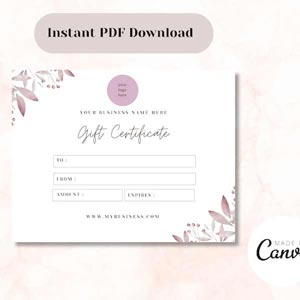 Instant PDF Download
your
logo
here
YOUR BUSINESS NAME HERE
Gift Certificate
TO :
FROM :
AMOUNT :
EXPIRES :
WWW.MYBUSINESS.COM
MADE
Canv